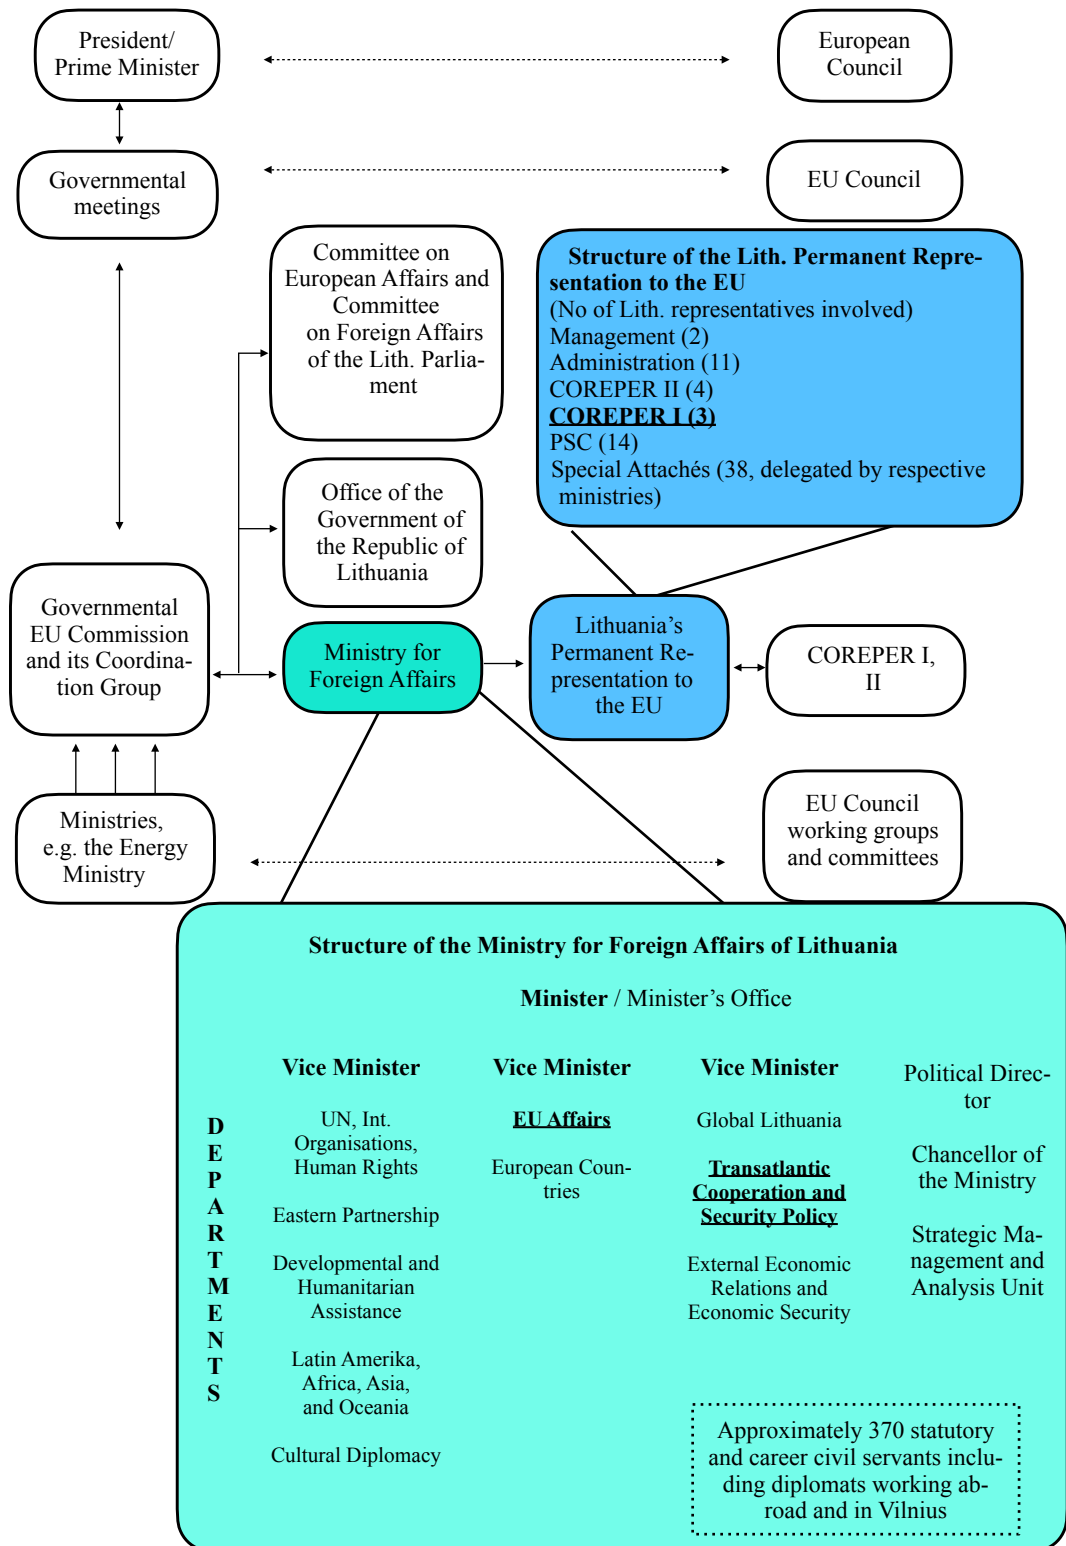 President/
Prime Minister
European
Council
Governmental
meetings
EU Council
Committee on
European Affairs and
Committee
on Foreign Affairs
of the Lith. Parlia-
ment
Structure of the Lith. Permanent Repre-
sentation to the EU
(No of Lith. representatives involved)
Management (2)
Administration (11)
COREPER II (4)
COREPER I (3)
PSC (14)
Special Attachés (38, delegated by respective
ministries)
Office of the
Government of
the Republic of
Lithuania
Governmental
EU Commission
and its Coordina-
tion Group
Ministry for
Foreign Affairs
Lithuania’s
Permanent Re-
presentation to
the EU
COREPER I,
II
Ministries,
e.g. the Energy
Ministry
EU Council
working groups
and committees
Structure of the Ministry for Foreign Affairs of Lithuania
Minister / Minister’s Office
DEPARTMENTS
Vice Minister
UN, Int.
Organisations,
Human Rights
Eastern Partnership
Developmental and
Humanitarian
Assistance
Latin Amerika,
Africa, Asia,
and Oceania
Cultural Diplomacy
Vice Minister
EU Affairs
European Coun-
tries
Vice Minister
Global Lithuania
Transatlantic
Cooperation and
Security Policy
External Economic
Relations and
Economic Security
Political Direc-
tor
Chancellor of
the Ministry
Strategic Ma-
nagement and
Analysis Unit
Approximately 370 statutory
and career civil servants inclu-
ding diplomats working ab-
road and in Vilnius